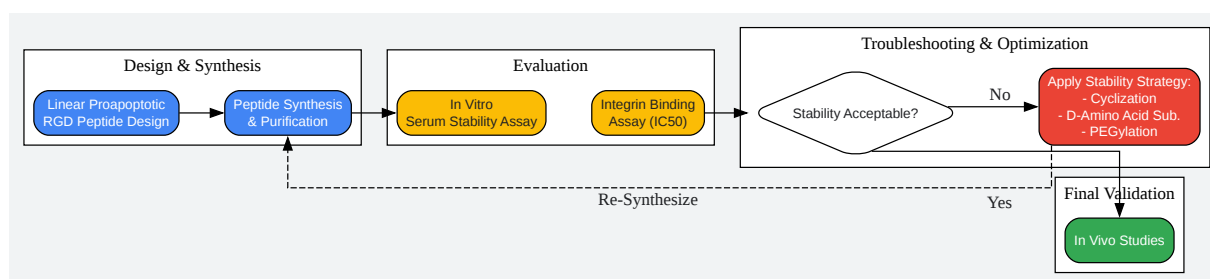 Design & Synthesis
Linear Proapoptotic
RGD Peptide Design
Peptide Synthesis
& Purification
Evaluation
In Vitro
Serum Stability Assay
Integrin Binding
Assay (IC50)
Troubleshooting & Optimization
Stability Acceptable?
No
Apply Stability Strategy:
- Cyclization
- D-Amino Acid Sub.
- PEGylation
Re-Synthesize
Yes
Final Validation
In Vivo Studies